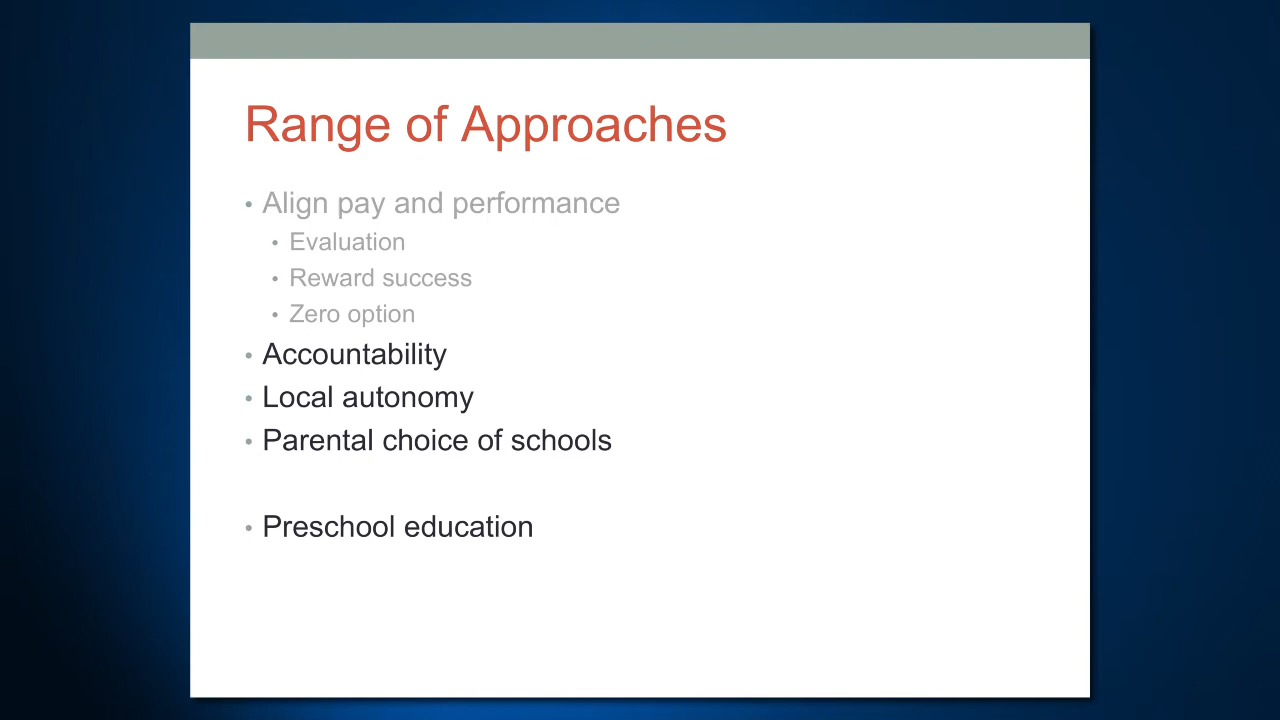 Range of Approaches
• Align pay and performance
• Evaluation
• Reward success
• Zero option
• Accountability
• Local autonomy
• Parental choice of schools
• Preschool education